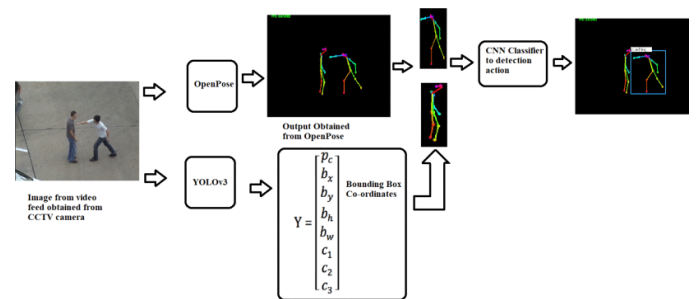 OpenPose
CNN Classifier
to detection
action
Output Obtained
from OpenPose
Image from video
feed obtained from
CCTV camera
YOLOv3
Y =
p_c
b_x
b_y
b_h
b_w
c_1
c_2
c_3
Bounding Box
Co-ordinates